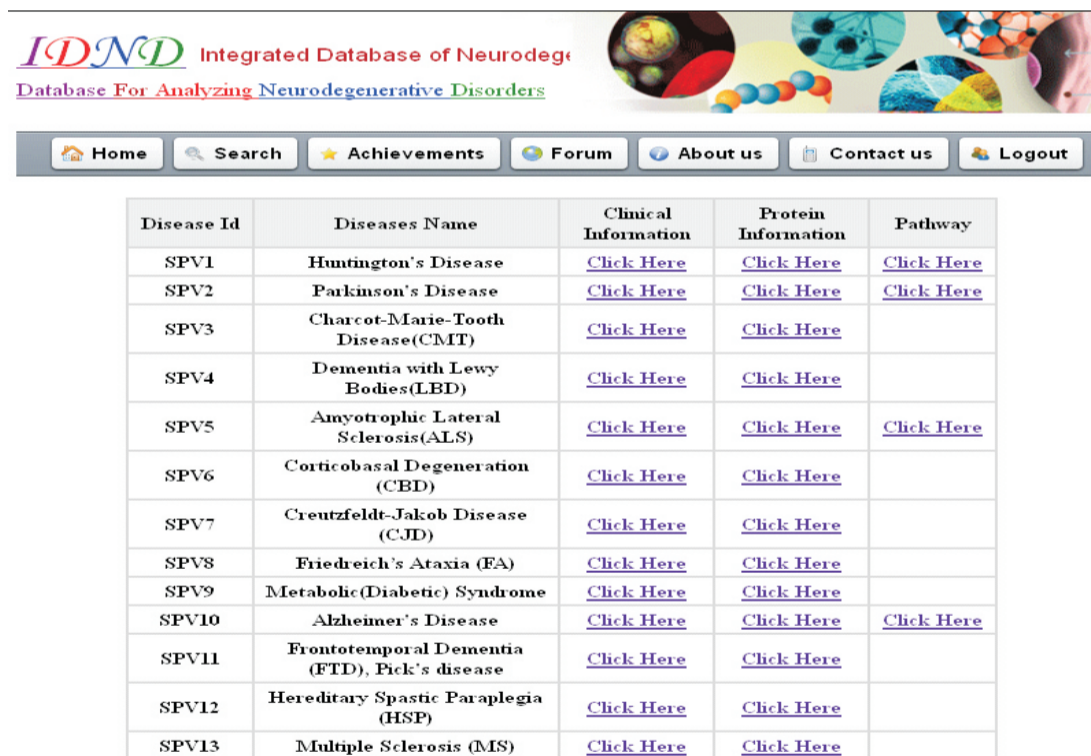 IDND Integrated Database of Neurodege
Database For Analyzing Neurodegenerative Disorders
Home Search Achievements Forum About us Contact us Logout
Disease Id Diseases Name Clinical Information Protein Information Pathway
SPV1 Huntington's Disease Click Here Click Here Click Here
SPV2 Parkinson's Disease Click Here Click Here Click Here
SPV3 Charcot-Marie-Tooth Disease(CMT) Click Here Click Here
SPV4 Dementia with Lewy Bodies(LBD) Click Here Click Here
SPV5 Amyotrophic Lateral Sclerosis(ALS) Click Here Click Here Click Here
SPV6 Corticobasal Degeneration (CBD) Click Here Click Here
SPV7 Creutzfeldt-Jakob Disease (CJD) Click Here Click Here
SPV8 Friedreich's Ataxia (FA) Click Here Click Here
SPV9 Metabolic(Diabetic) Syndrome Click Here Click Here
SPV10 Alzheimer's Disease Click Here Click Here Click Here
SPV11 Frontotemporal Dementia (FTD), Pick's disease Click Here Click Here
SPV12 Hereditary Spastic Paraplegia (HSP) Click Here Click Here
SPV13 Multiple Sclerosis (MS) Click Here Click Here